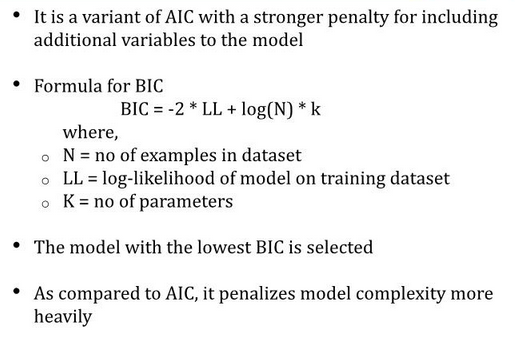 • It is a variant of AIC with a stronger penalty for including
additional variables to the model
• Formula for BIC
BIC = -2 * LL + log(N) * k
where,
o N = no of examples in dataset
o LL = log-likelihood of model on training dataset
o K = no of parameters
• The model with the lowest BIC is selected
• As compared to AIC, it penalizes model complexity more
heavily